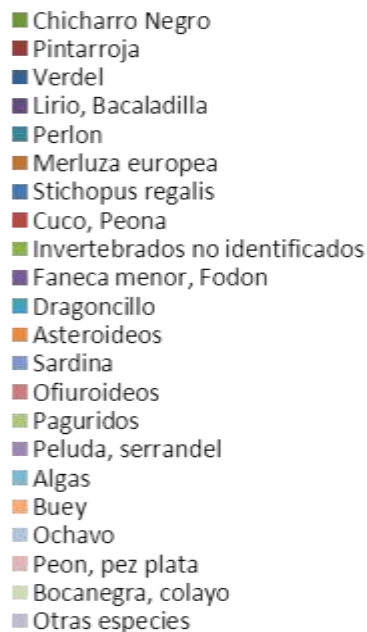 Chicharro Negro
Pintarroja
Verdel
Lirio, Bacaladilla
Perlon
Merluza europea
Stichopus regalis
Cuco, Peona
Invertebrados no identificados
Faneca menor, Fodon
Dragoncillo
Asteroideos
Sardina
Ofiuroideos
Paguridos
Peluda, serrandel
Algas
Buey
Ochavo
Peon, pez plata
Bocanegra, colayo
Otras especies